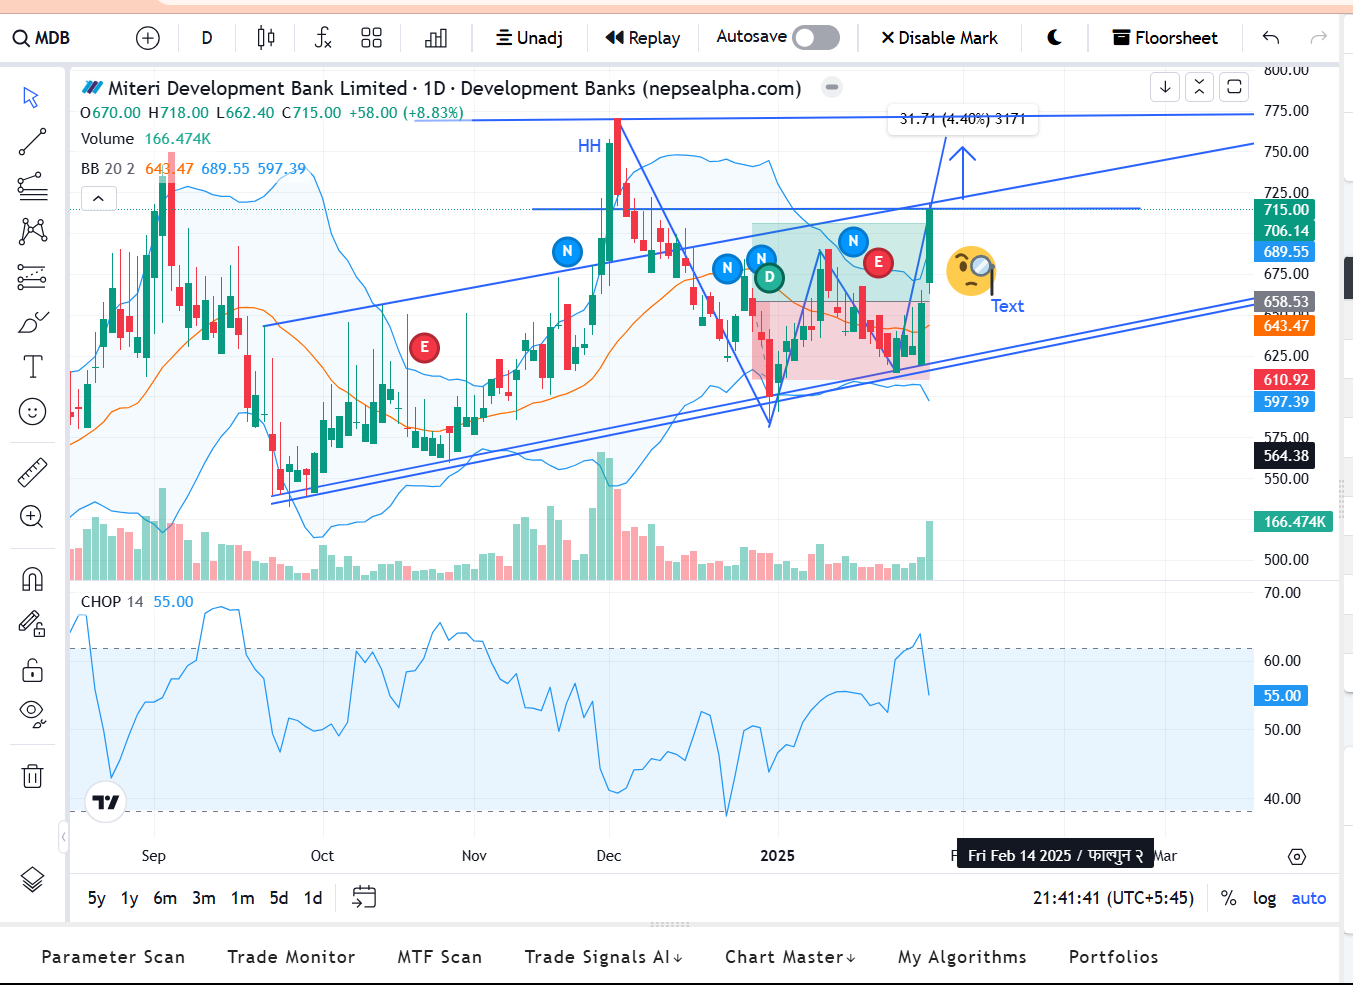 MDB D Unadj Replay Autosave Disable Mark Floorsheet
Miteri Development Bank Limited · 1D · Development Banks (nepsealpha.com)
O670.00 H718.00 L662.40 C715.00 +58.00 (+8.83%)
Volume 166.474K
BB 20 2 643.47 689.55 597.39
31.71 (4.40%) 3171
HH
N
N
N
D
N
E
E
Text
800.00
775.00
750.00
725.00
715.00
706.14
689.55
675.00
658.53
650.00
643.47
625.00
610.92
597.39
575.00
564.38
550.00
166.474K
500.00
CHOP 14 55.00
70.00
60.00
55.00
50.00
40.00
Sep Oct Nov Dec 2025 F Fri Feb 14 2025 / फाल्गुन २ Mar
5y 1y 6m 3m 1m 5d 1d 21:41:41 (UTC+5:45) % log auto
Parameter Scan Trade Monitor MTF Scan Trade Signals AI↓ Chart Master↓ My Algorithms Portfolios